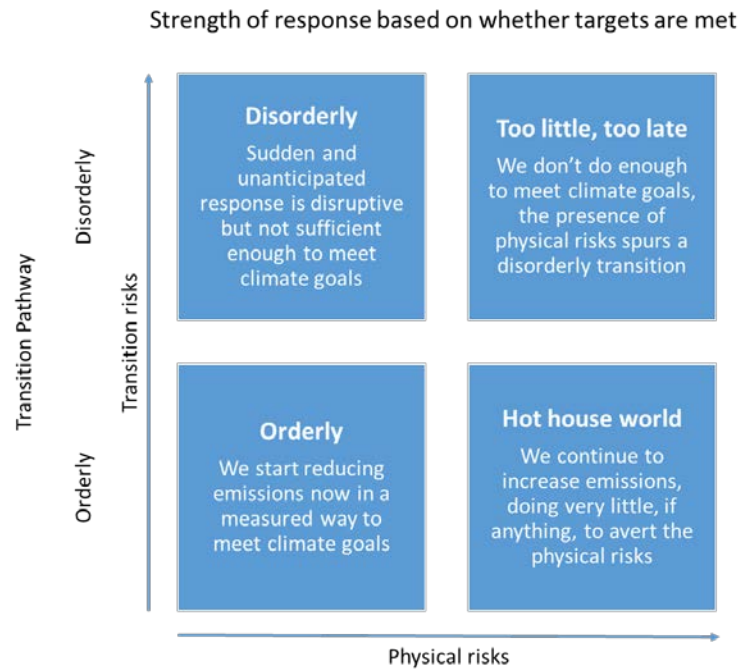 Strength of response based on whether targets are met
Transition Pathway
Disorderly
Orderly
Transition risks
Disorderly
Sudden and
unanticipated
response is disruptive
but not sufficient
enough to meet
climate goals
Too little, too late
We don't do enough
to meet climate goals,
the presence of
physical risks spurs a
disorderly transition
Orderly
We start reducing
emissions now in a
measured way to
meet climate goals
Hot house world
We continue to
increase emissions,
doing very little, if
anything, to avert the
physical risks
Physical risks